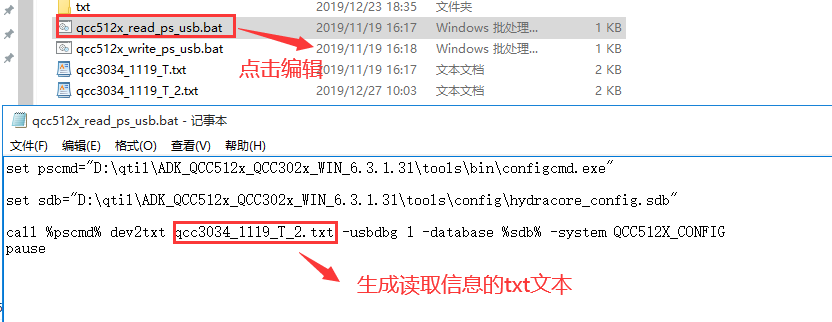 txt 2019/12/23 18:35 文件夹
qcc512x_read_ps_usb.bat 2019/11/19 16:17 Windows 批处理... 1 KB
qcc512x_write_ps_usb.bat 2019/11/19 16:18 Windows 批处理... 1 KB
qcc3034_1119_T.txt 2019/11/19 16:17 文本文档 2 KB
qcc3034_1119_T_2.txt 2019/12/27 10:03 文本文档 2 KB
点击编辑
qcc512x_read_ps_usb.bat - 记事本
文件(F) 编辑(E) 格式(O) 查看(V) 帮助(H)
set pscmd="D:\qtil\ADK_QCC512x_QCC302x_WIN_6.3.1.31\tools\bin\configcmd.exe"
set sdb="D:\qtil\ADK_QCC512x_QCC302x_WIN_6.3.1.31\tools\config\hydracore_config.sdb"
call %pscmd% dev2txt qcc3034_1119_T_2.txt -usbdbg 1 -database %sdb% -system QCC512X_CONFIG
pause
生成读取信息的txt文本